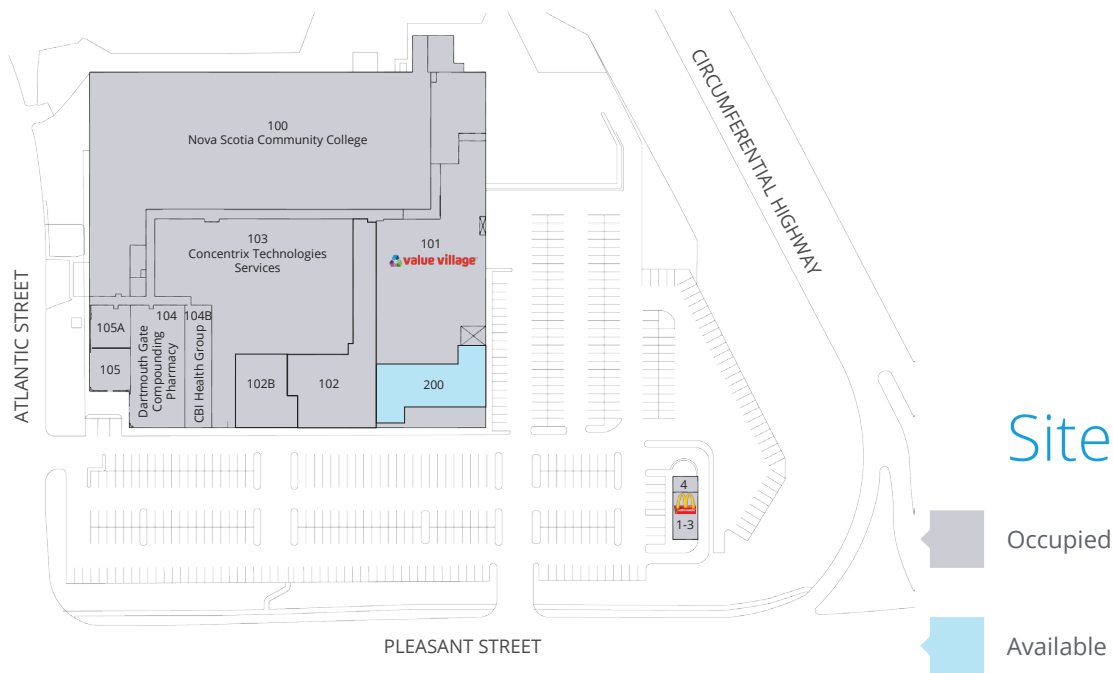 100
Nova Scotia Community College
CIRCUMFERENTIAL HIGHWAY
103
Concentrix Technologies
Services
101
value village
ATLANTIC STREET
105A
105
104
Dartmouth Gate
Compounding
Pharmacy
104B
CBI Health Group
102B
102
200
4
1-3
Site
Occupied
Available
PLEASANT STREET